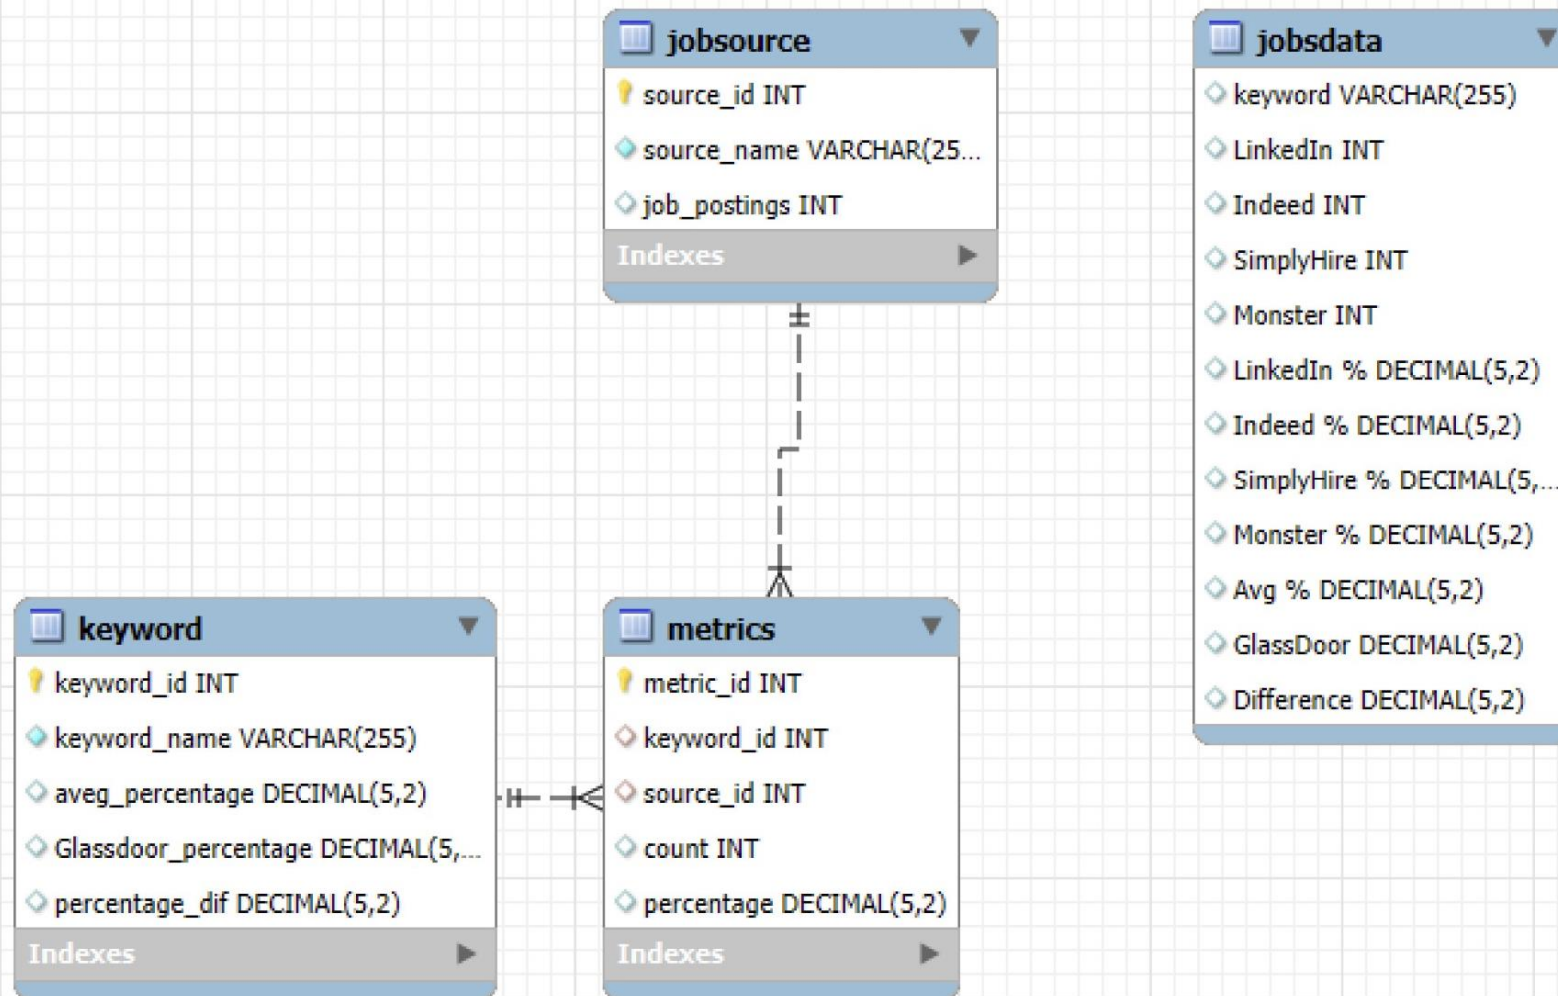 jobsource
source_id INT
source_name VARCHAR(25...
job_postings INT
Indexes
jobsdata
keyword VARCHAR(255)
LinkedIn INT
Indeed INT
SimplyHire INT
Monster INT
LinkedIn % DECIMAL(5,2)
Indeed % DECIMAL(5,2)
SimplyHire % DECIMAL(5,...
Monster % DECIMAL(5,2)
Avg % DECIMAL(5,2)
GlassDoor DECIMAL(5,2)
Difference DECIMAL(5,2)
keyword
keyword_id INT
keyword_name VARCHAR(255)
aveg_percentage DECIMAL(5,2)
Glassdoor_percentage DECIMAL(5,...
percentage_dif DECIMAL(5,2)
Indexes
metrics
metric_id INT
keyword_id INT
source_id INT
count INT
percentage DECIMAL(5,2)
Indexes